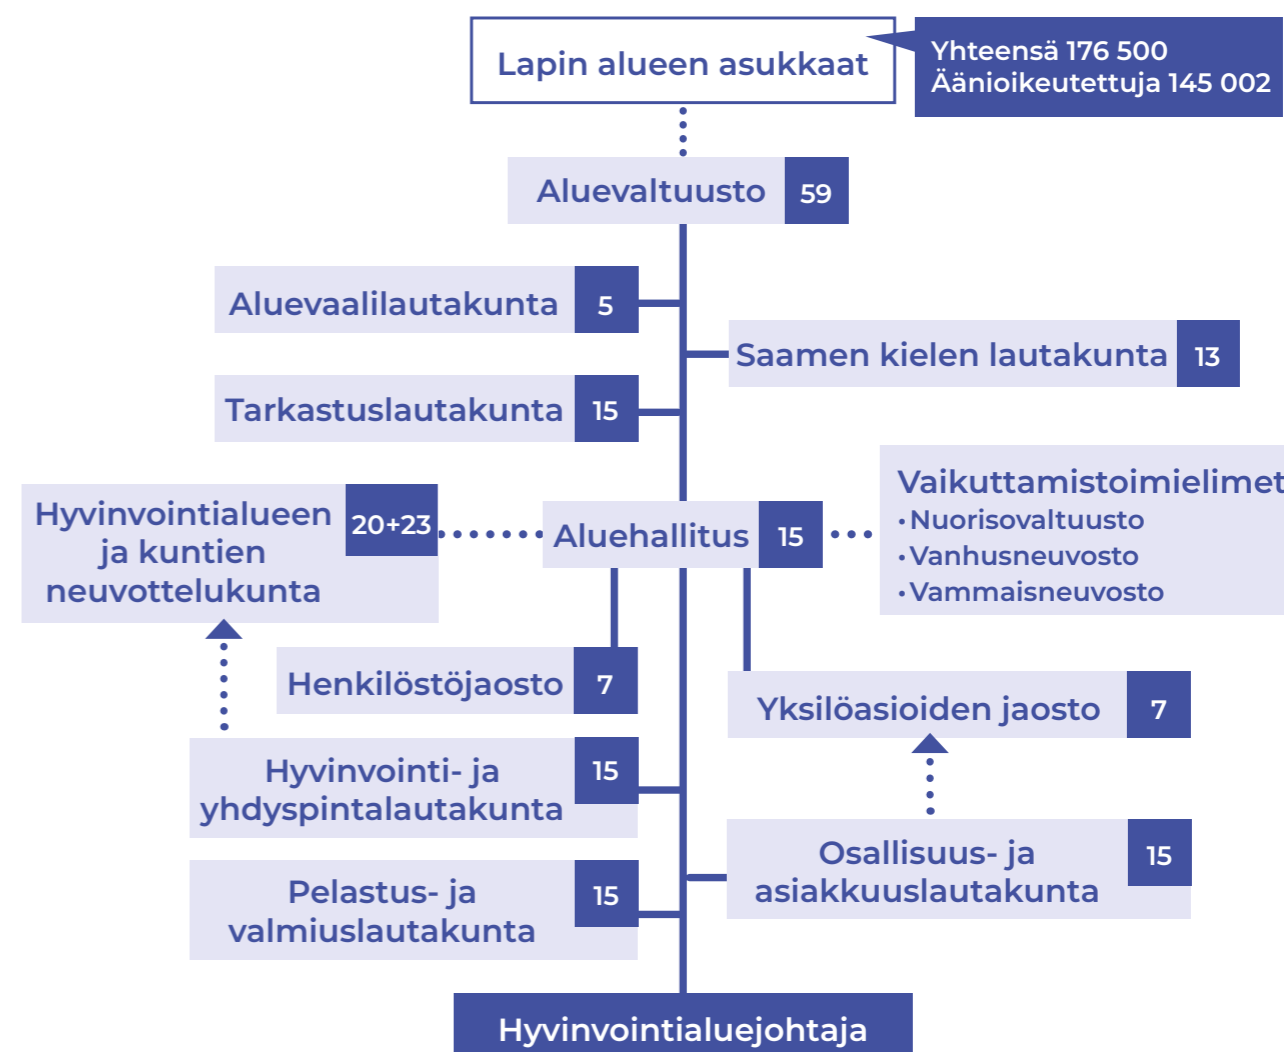 Lapin alueen asukkaat
Yhteensä 176 500
Äänioikeutettuja 145 002
Aluevaltuusto 59
Aluevaalilautakunta 5
Saamen kielen lautakunta 13
Tarkastuslautakunta 15
Hyvinvointialueen 20+23
ja kuntien
neuvottelukunta
Aluehallitus 15
Vaikuttamistoimielimet
• Nuorisovaltuusto
• Vanhusneuvosto
• Vammaisneuvosto
Henkilöstöjaosto 7
Yksilöasioiden jaosto 7
Hyvinvointi- ja 15
yhdyspintalautakunta
Osallisuus- ja 15
asiakkuuslautakunta
Pelastus- ja 15
valmiuslautakunta
Hyvinvointialuejohtaja